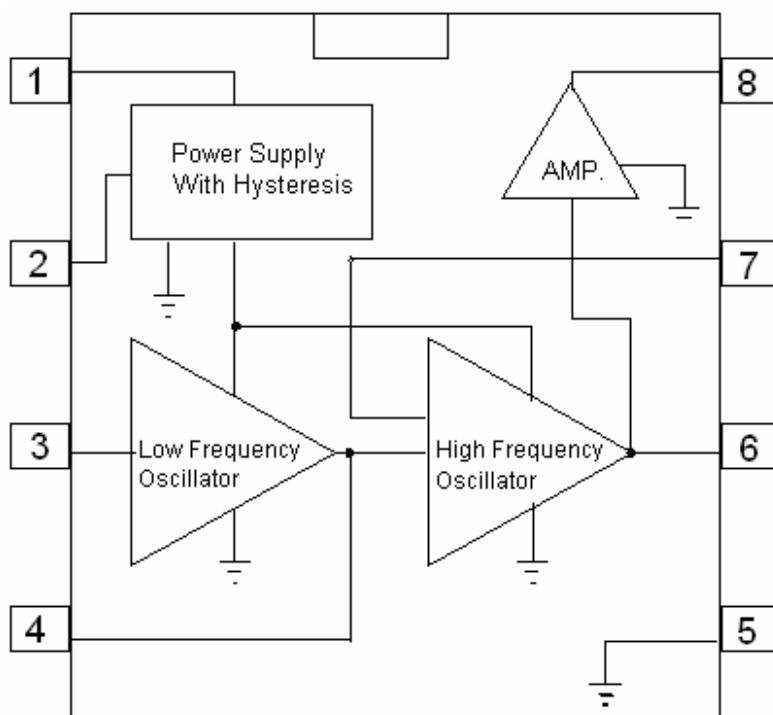 1
8
Power Supply
With Hysteresis
AMP.
2
7
3
Low Frequency
Oscillator
High Frequency
Oscillator
6
4
5